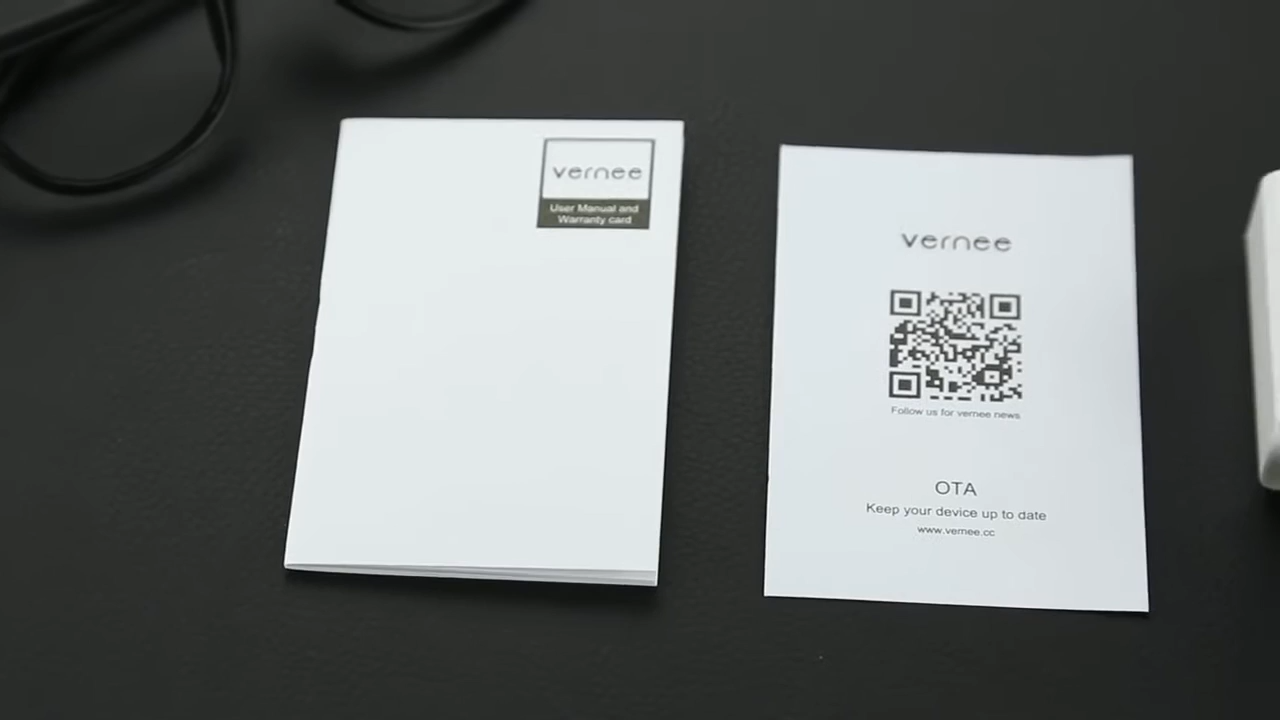 vernee
User Manual and
Warranty card
vernee
Follow us for vernee news
OTA
Keep your device up to date
www.vernee.cc